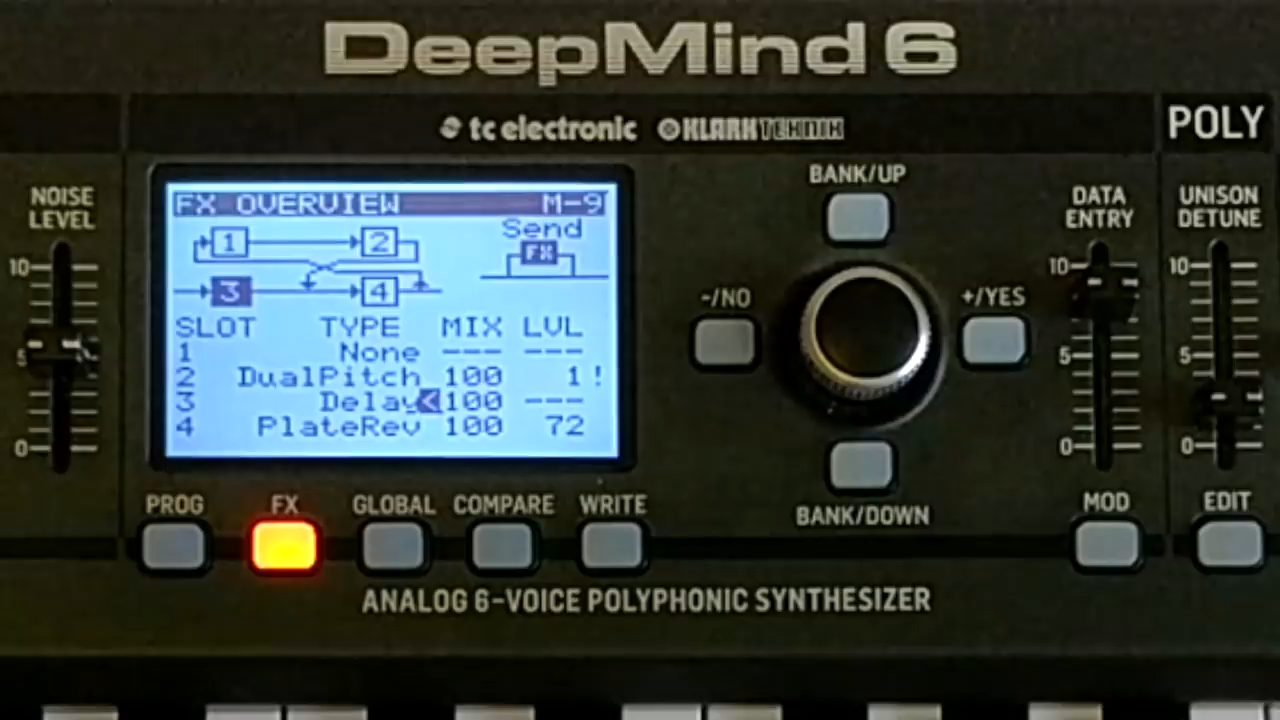 DeepMind 6
tc electronic KLARK TEKNIK
POLY
NOISE LEVEL
10
5
0
FX OVERVIEW M-9
1 2
Send
FX
3 4
SLOT TYPE MIX LVL
1 None --- ---
2 DualPitch 100 1!
3 Delay 100 ---
4 PlateRev 100 72
BANK/UP
-/NO
+/YES
BANK/DOWN
DATA ENTRY
10
5
0
UNISON DETUNE
10
5
0
PROG FX GLOBAL COMPARE WRITE
MOD
EDIT
ANALOG 6-VOICE POLYPHONIC SYNTHESIZER